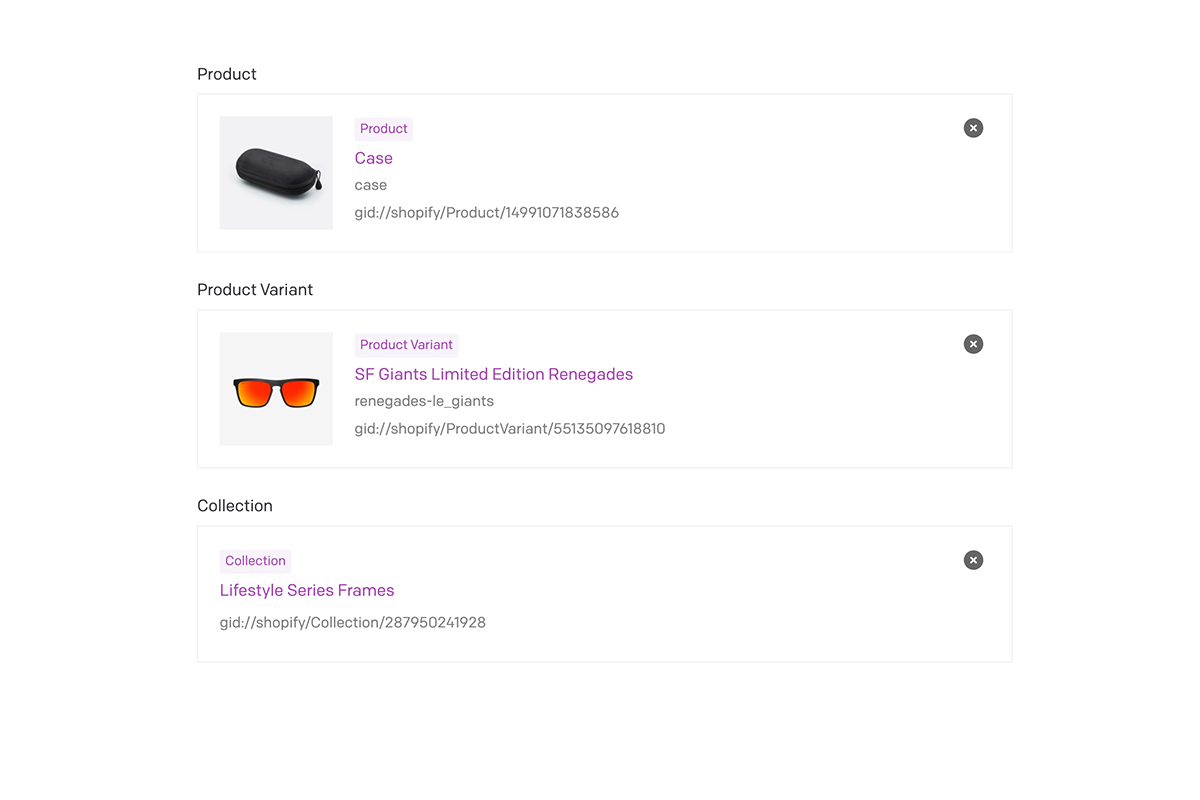 Product
Product
Case
case
gid://shopify/Product/14991071838586
Product Variant
Product Variant
SF Giants Limited Edition Renegades
renegades-le_giants
gid://shopify/ProductVariant/55135097618810
Collection
Collection
Lifestyle Series Frames
gid://shopify/Collection/287950241928